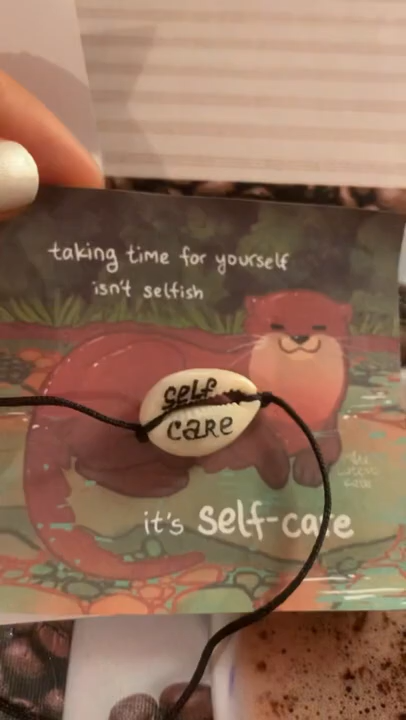 taking time for yourself
isn't selfish
self
care
it's self-care